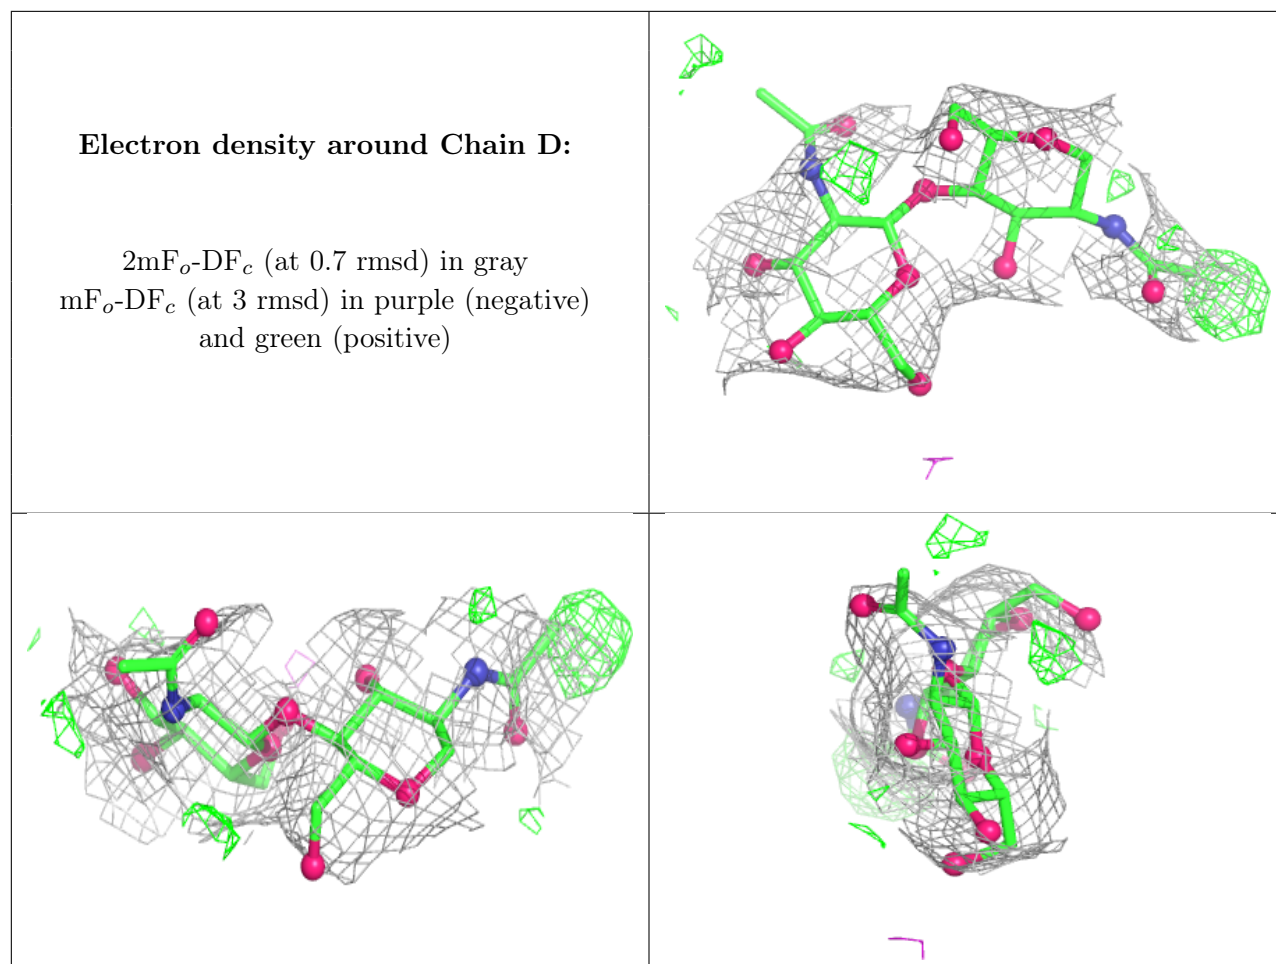 Electron density around Chain D:
2mFo-DFc (at 0.7 rmsd) in gray
mFo-DFc (at 3 rmsd) in purple (negative)
and green (positive)